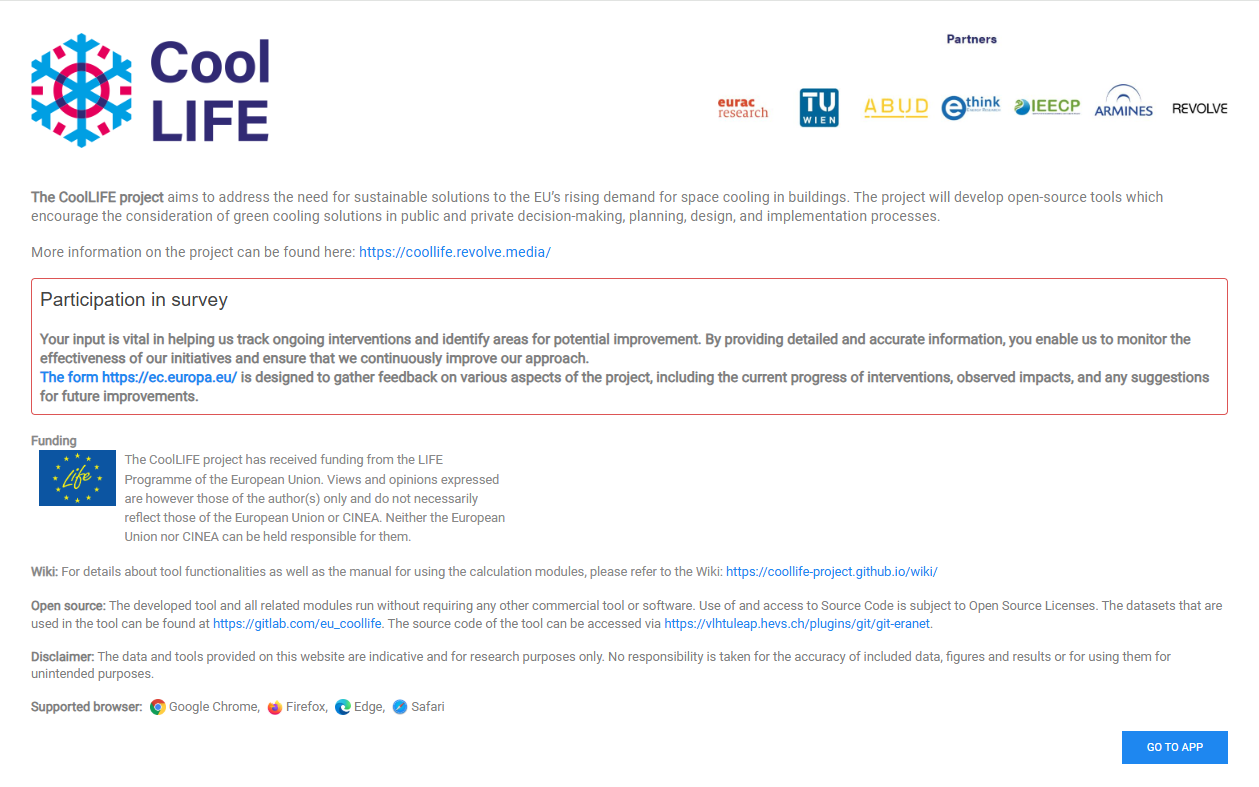 Cool
LIFE
Partners
eurac
research
TU
WIEN
ABUD
e think
IEECP
ARMINES
REVOLVE
The CoolLIFE project aims to address the need for sustainable solutions to the EU’s rising demand for space cooling in buildings. The project will develop open-source tools which
encourage the consideration of green cooling solutions in public and private decision-making, planning, design, and implementation processes.
More information on the project can be found here: https://coollife.revolve.media/
Participation in survey
Your input is vital in helping us track ongoing interventions and identify areas for potential improvement. By providing detailed and accurate information, you enable us to monitor the
effectiveness of our initiatives and ensure that we continuously improve our approach.
The form https://ec.europa.eu/ is designed to gather feedback on various aspects of the project, including the current progress of interventions, observed impacts, and any suggestions
for future improvements.
Funding
Life
The CoolLIFE project has received funding from the LIFE
Programme of the European Union. Views and opinions expressed
are however those of the author(s) only and do not necessarily
reflect those of the European Union or CINEA. Neither the European
Union nor CINEA can be held responsible for them.
Wiki: For details about tool functionalities as well as the manual for using the calculation modules, please refer to the Wiki: https://coollife-project.github.io/wiki/
Open source: The developed tool and all related modules run without requiring any other commercial tool or software. Use of and access to Source Code is subject to Open Source Licenses. The datasets that are
used in the tool can be found at https://gitlab.com/eu_coollife. The source code of the tool can be accessed via https://vlhtuleap.hevs.ch/plugins/git/git-eranet.
Disclaimer: The data and tools provided on this website are indicative and for research purposes only. No responsibility is taken for the accuracy of included data, figures and results or for using them for
unintended purposes.
Supported browser: Google Chrome, Firefox, Edge, Safari
GO TO APP